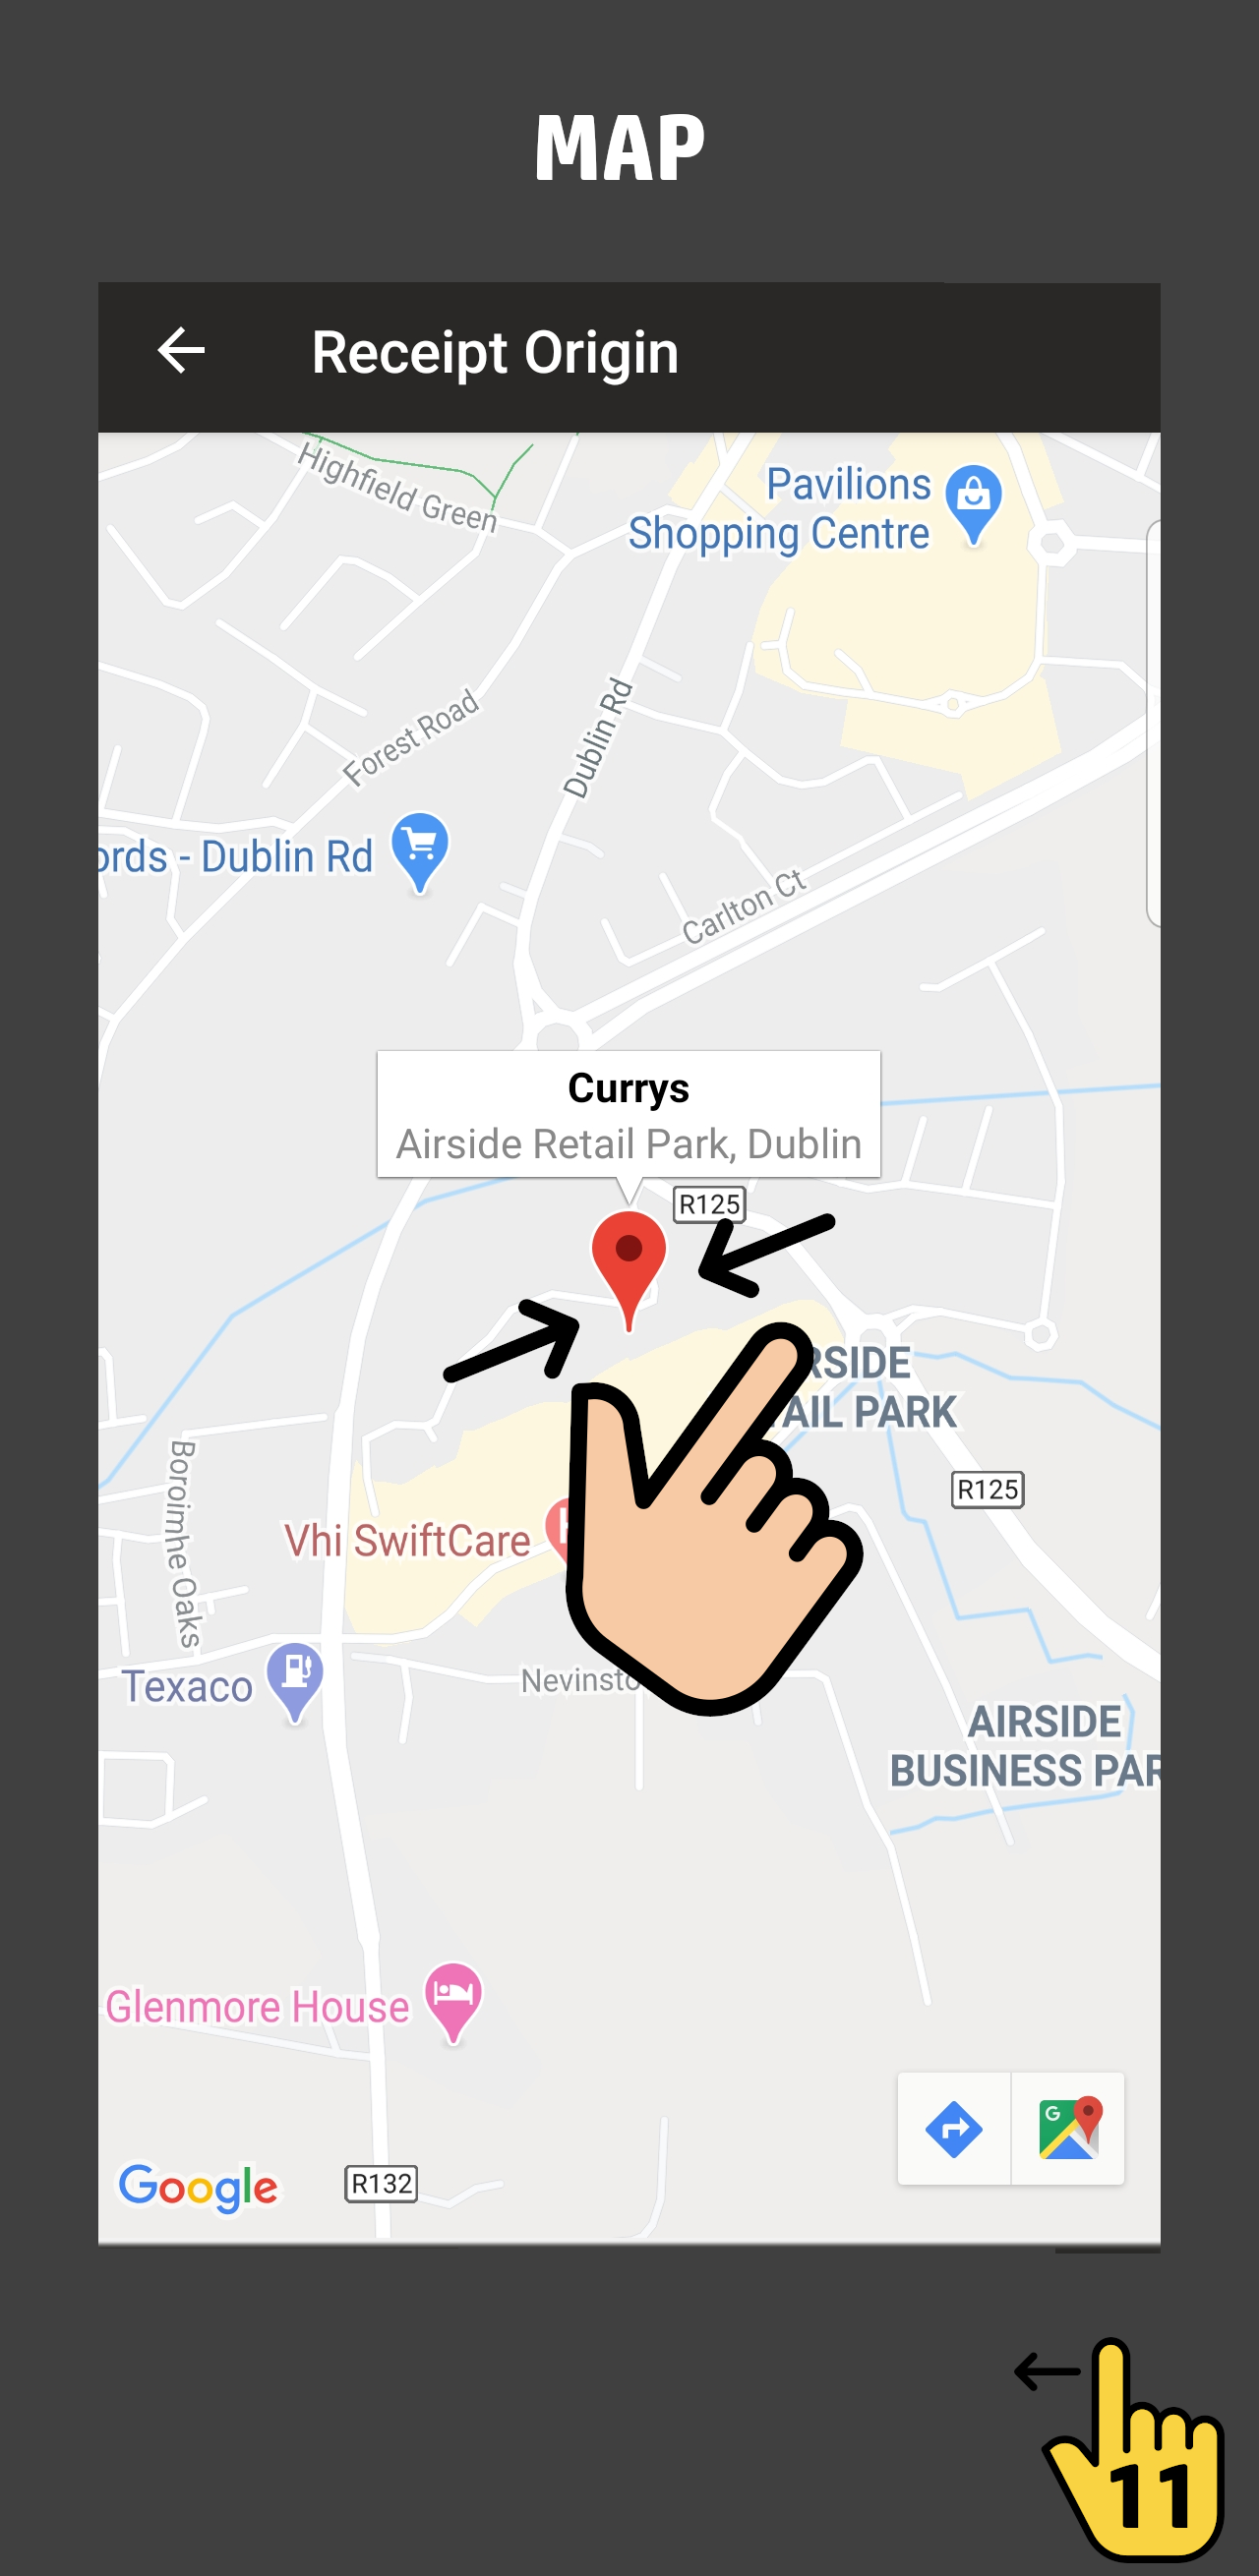 MAP
Receipt Origin
Highfield Green
Pavilions
Shopping Centre
Forest Road
Dublin Rd
ords - Dublin Rd
Carlton Ct
Currys
Airside Retail Park, Dublin
R125
RSIDE
AIL PARK
R125
Boroimhe Oaks
Vhi SwiftCare
H
Texaco
Nevinsto
AIRSIDE
BUSINESS PAR
Glenmore House
G
Google
R132
11